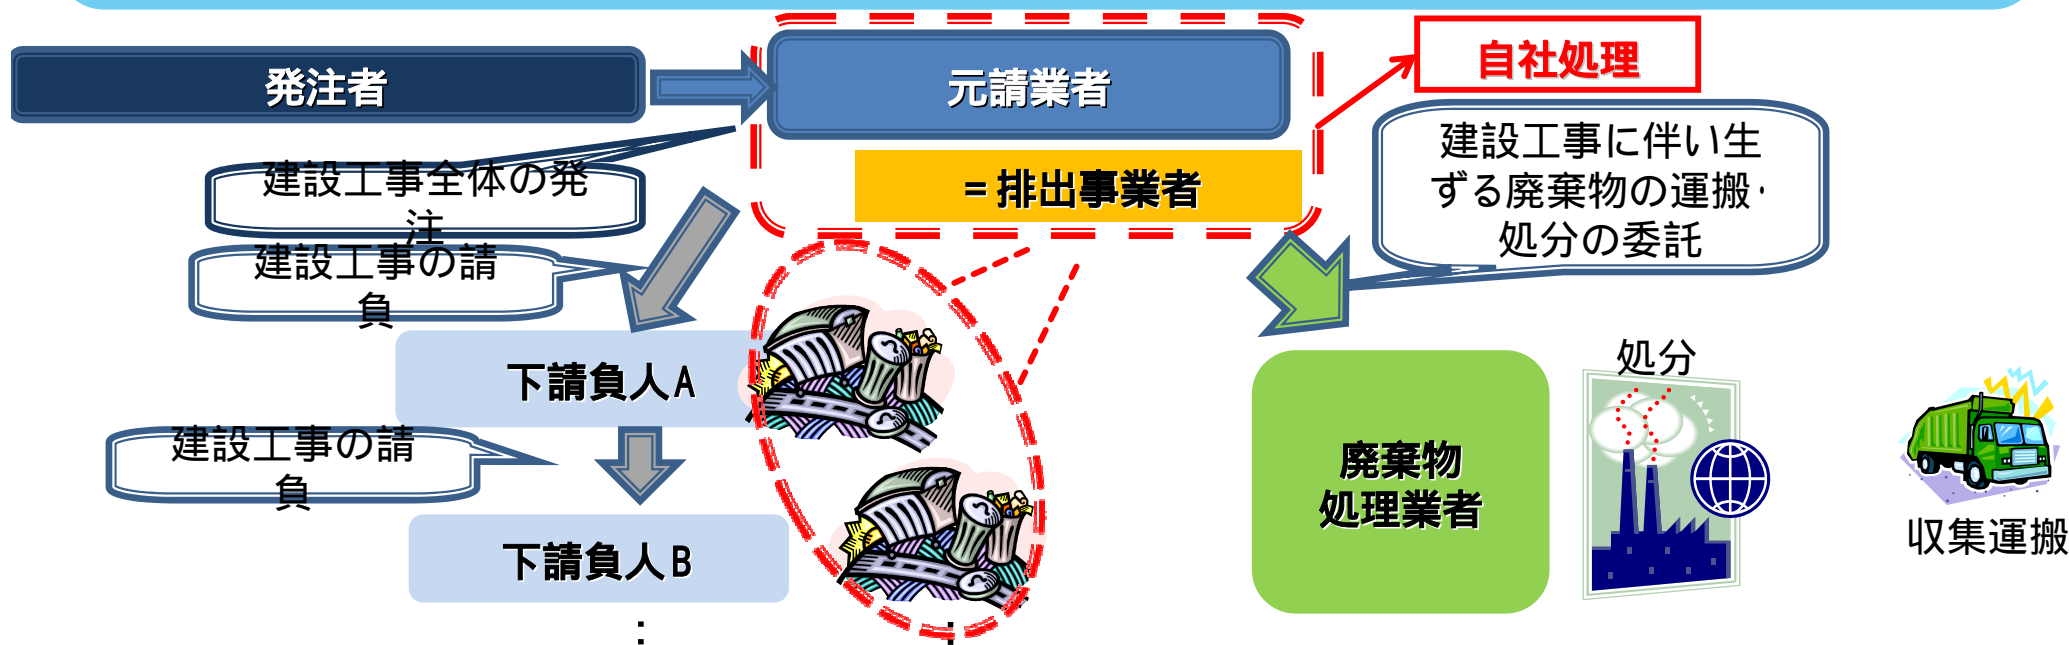 発注者
元請業者
自社処理
＝排出事業者
建設工事全体の発
注
建設工事に伴い生
ずる廃棄物の運搬・
処分の委託
建設工事の請
負
下請負人A
建設工事の請
負
下請負人B
：
：
廃棄物
処理業者
処分
収集運搬